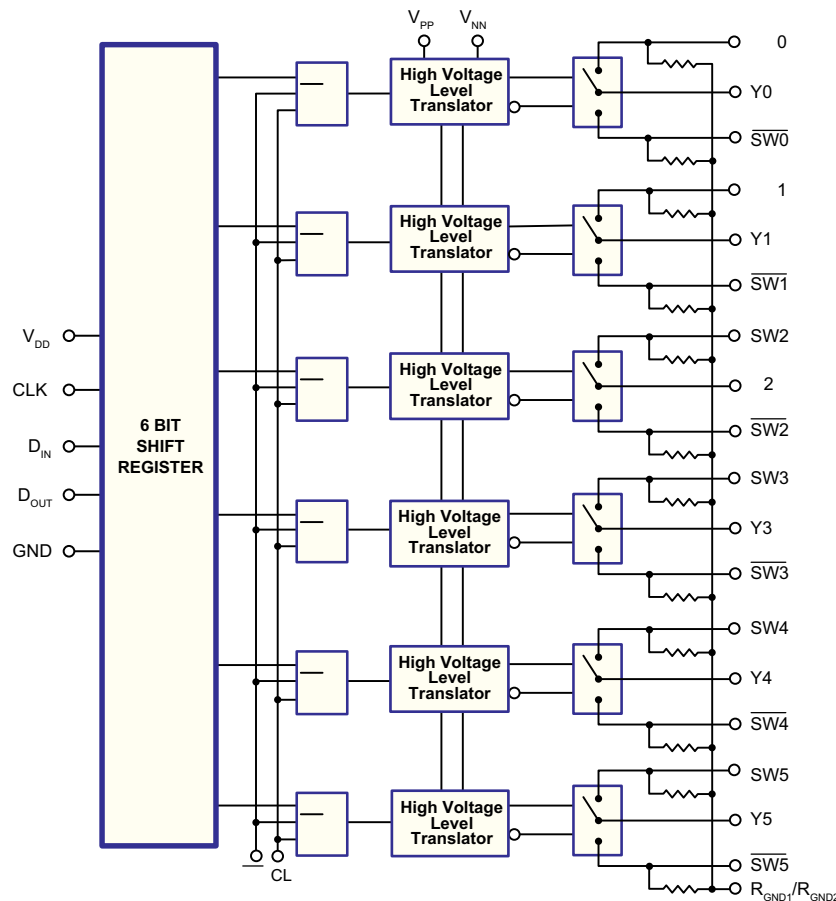 V_PP V_NN
High Voltage
Level
Translator
0
Y0
SW0
High Voltage
Level
Translator
1
Y1
SW1
V_DD
CLK
D_IN
D_OUT
GND
6 BIT
SHIFT
REGISTER
High Voltage
Level
Translator
SW2
2
SW2
High Voltage
Level
Translator
SW3
Y3
SW3
High Voltage
Level
Translator
SW4
Y4
SW4
High Voltage
Level
Translator
SW5
Y5
SW5
CL
R_GND1/R_GND2